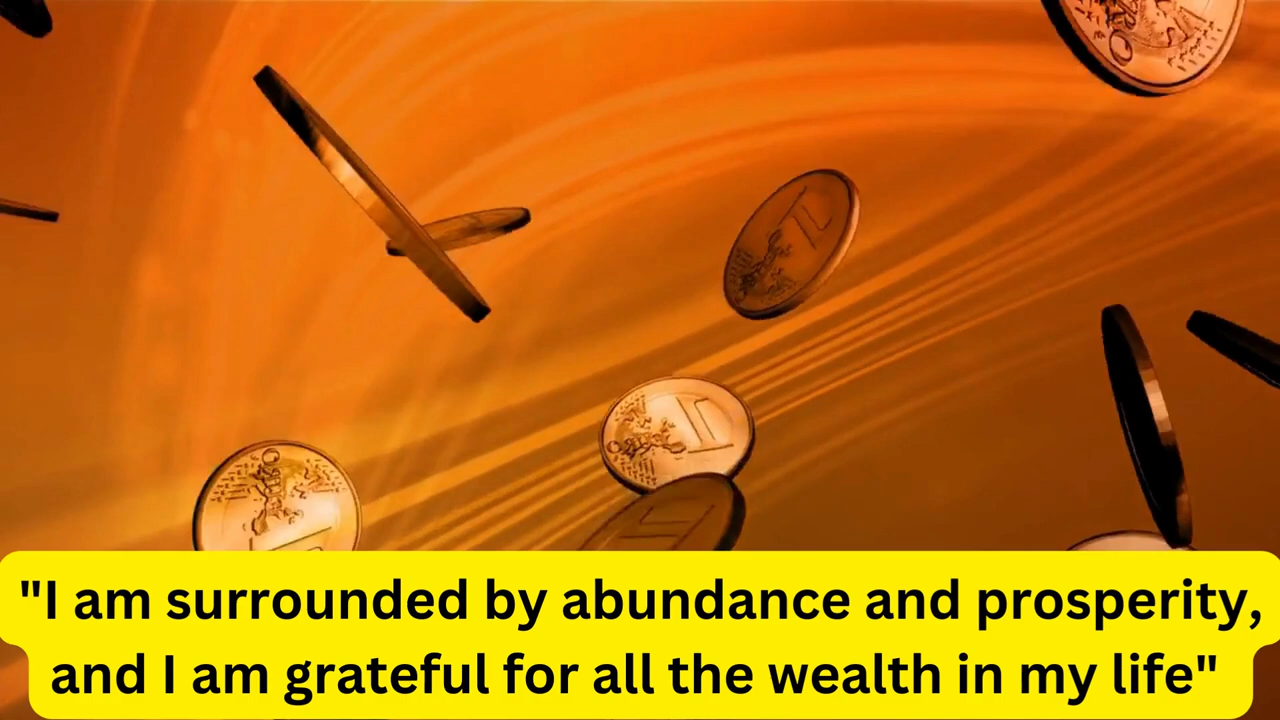 "I am surrounded by abundance and prosperity,
and I am grateful for all the wealth in my life"